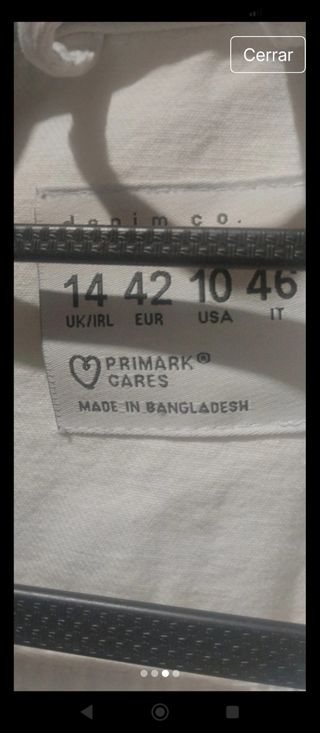 Cerrar
denim co.
14 42 10 46
UK/IRL EUR USA IT
PRIMARK®
CARES
MADE IN BANGLADESH